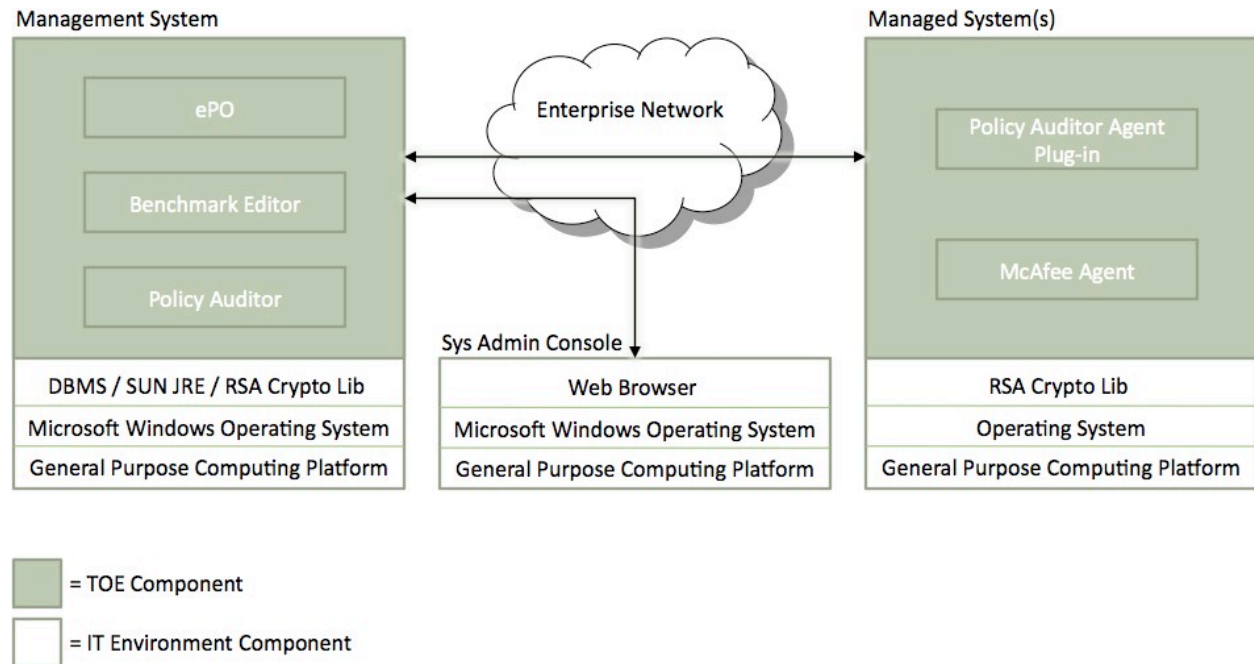 Management System
ePO
Benchmark Editor
Policy Auditor
DBMS / SUN JRE / RSA Crypto Lib
Microsoft Windows Operating System
General Purpose Computing Platform
Enterprise Network
Sys Admin Console
Web Browser
Microsoft Windows Operating System
General Purpose Computing Platform
Managed System(s)
Policy Auditor Agent
Plug-in
McAfee Agent
RSA Crypto Lib
Operating System
General Purpose Computing Platform
= TOE Component
= IT Environment Component